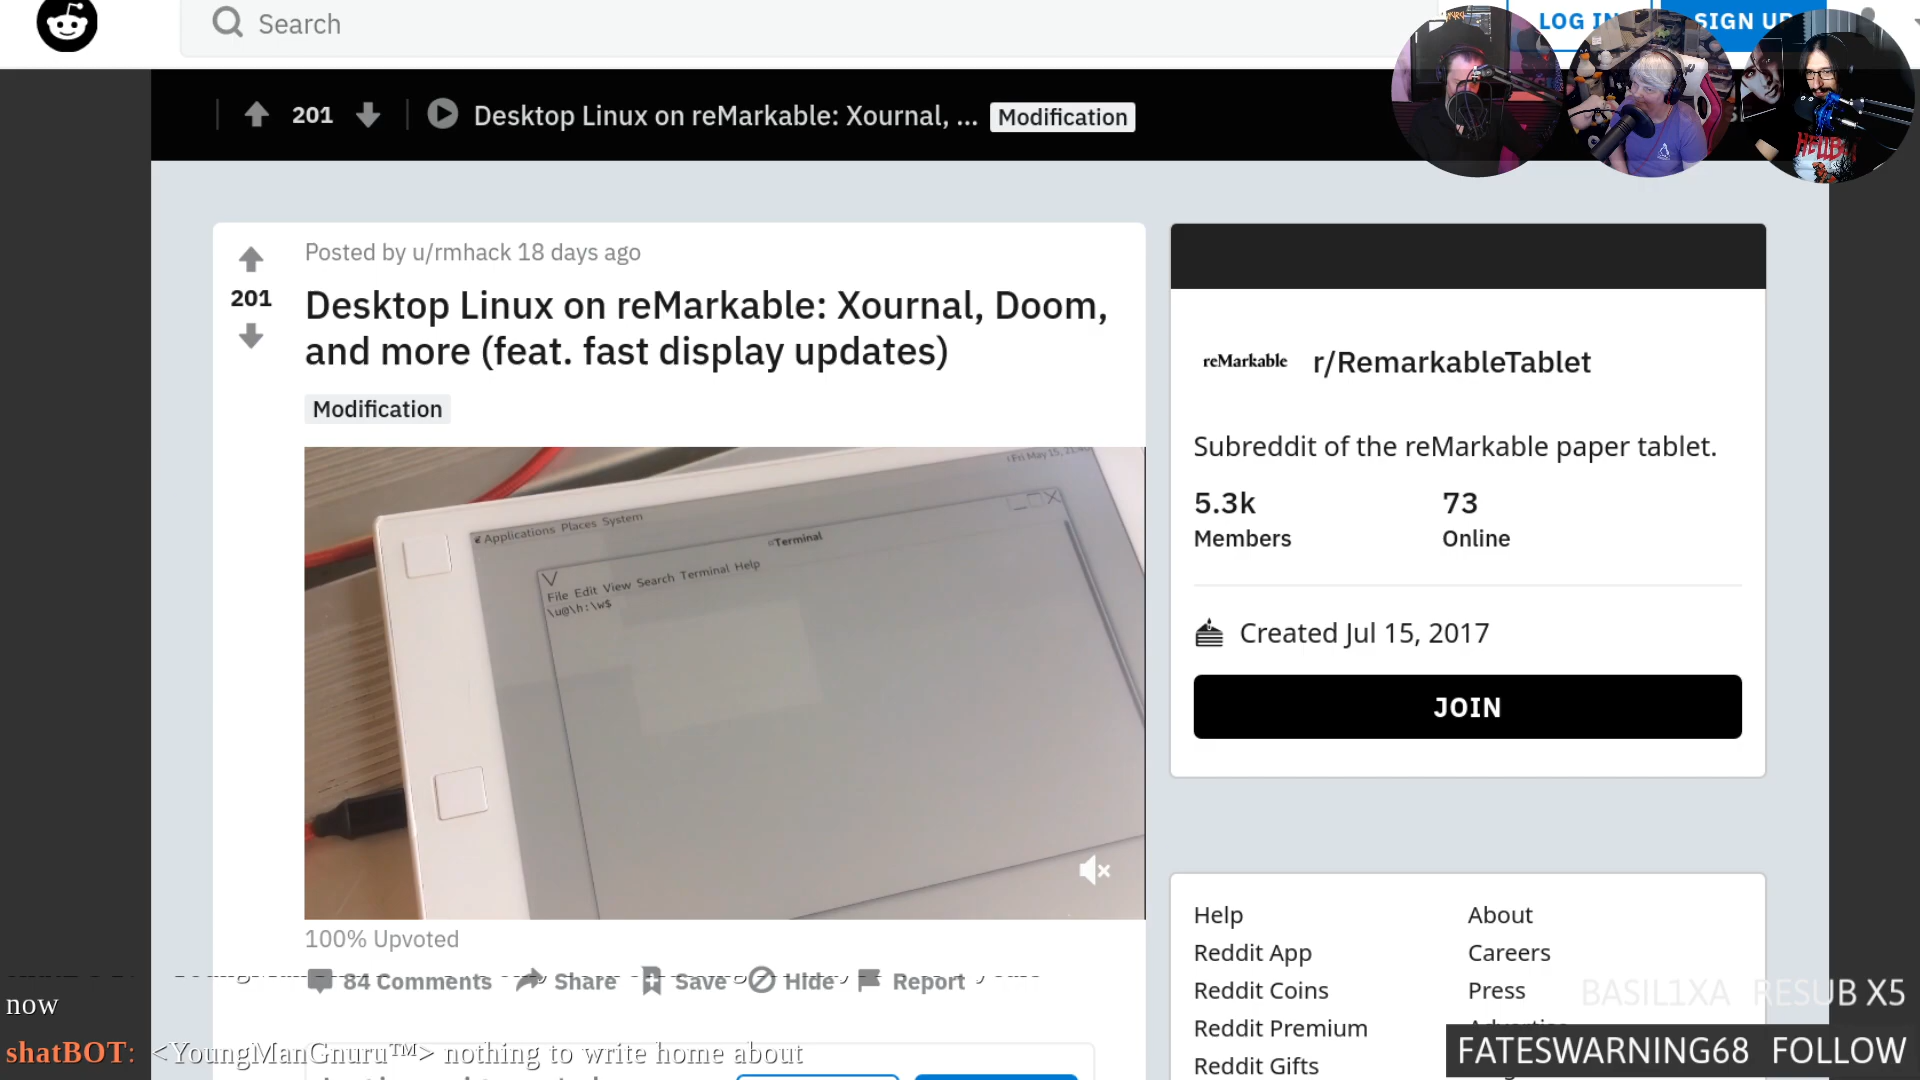 Search
LOG IN
SIGN UP
201
Desktop Linux on reMarkable: Xournal, ...
Modification
Posted by u/rmhack 18 days ago
201
Desktop Linux on reMarkable: Xournal, Doom,
and more (feat. fast display updates)
Modification
Applications Places System
Terminal
File Edit View Search Terminal Help
\u@\h:\w$
100% Upvoted
84 Comments
Share
Save
Hide
Report
reMarkable
r/RemarkableTablet
Subreddit of the reMarkable paper tablet.
5.3k
73
Members
Online
Created Jul 15, 2017
JOIN
Help
About
Reddit App
Careers
Reddit Coins
Press
Reddit Premium
Reddit Gifts
BASIL1XA RESUB X5
FATESWARNING68 FOLLOW
now
shatBOT: <YoungManGnuru™> nothing to write home about